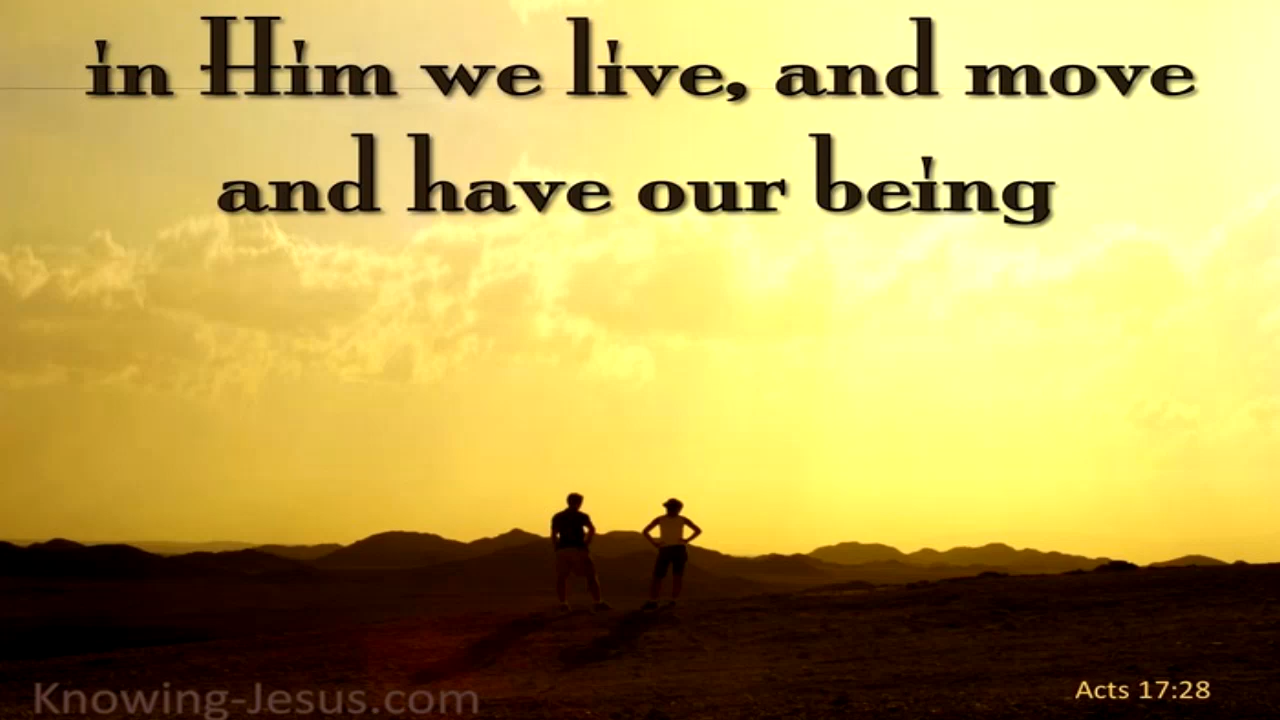 in Him we live, and move
and have our being
Knowing-Jesus.com
Acts 17:28